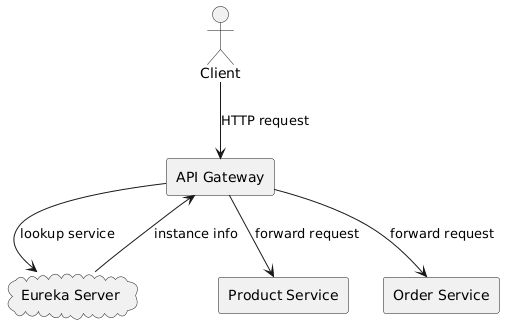 Client
HTTP request
API Gateway
lookup service
instance info
forward request
forward request
Eureka Server
Product Service
Order Service